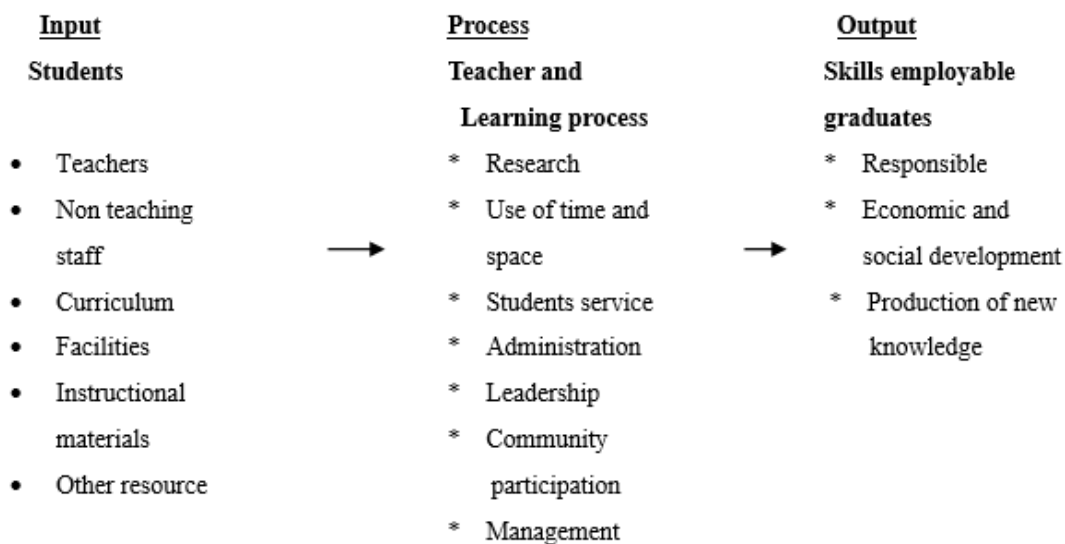 Input
Students
• Teachers
• Non teaching
staff
• Curriculum
• Facilities
• Instructional
materials
• Other resource
Process
Teacher and
Learning process
* Research
* Use of time and
space
* Students service
* Administration
* Leadership
* Community
participation
* Management
Output
Skills employable
graduates
* Responsible
* Economic and
social development
* Production of new
knowledge